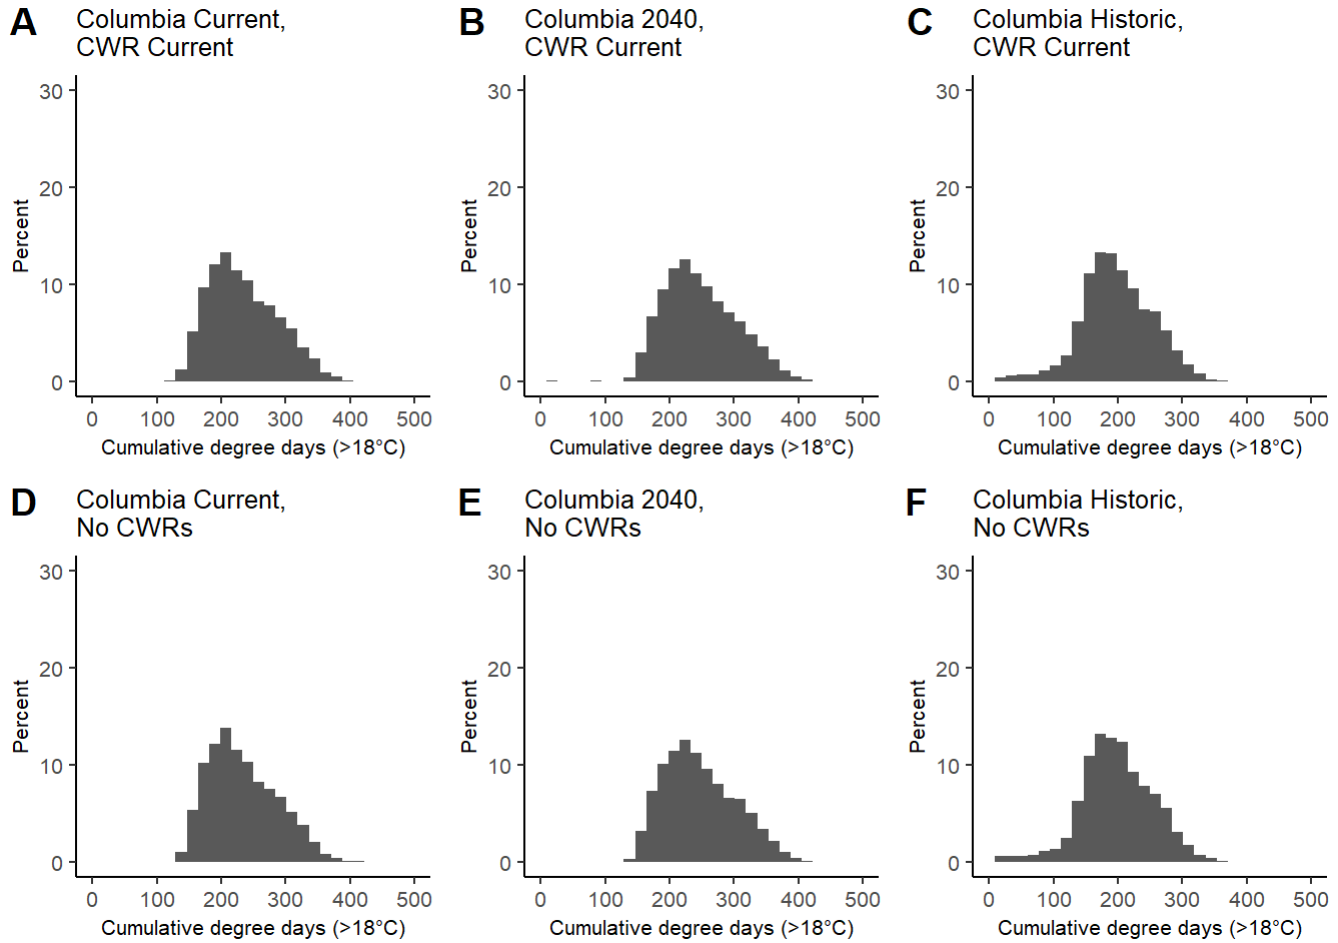 A Columbia Current,
CWR Current
30
20
10
0
Percent
0 100 200 300 400 500
Cumulative degree days (>18°C)
B Columbia 2040,
CWR Current
30
20
10
0
Percent
0 100 200 300 400 500
Cumulative degree days (>18°C)
C Columbia Historic,
CWR Current
30
20
10
0
Percent
0 100 200 300 400 500
Cumulative degree days (>18°C)
D Columbia Current,
No CWRs
30
20
10
0
Percent
0 100 200 300 400 500
Cumulative degree days (>18°C)
E Columbia 2040,
No CWRs
30
20
10
0
Percent
0 100 200 300 400 500
Cumulative degree days (>18°C)
F Columbia Historic,
No CWRs
30
20
10
0
Percent
0 100 200 300 400 500
Cumulative degree days (>18°C)